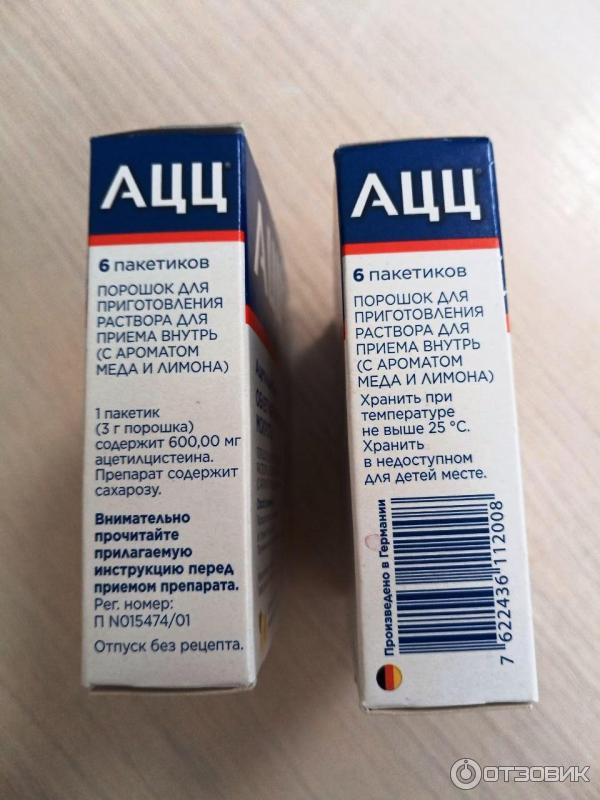 АЦЦ®
6 пакетиков
ПОРОШОК ДЛЯ
ПРИГОТОВЛЕНИЯ
РАСТВОРА ДЛЯ
ПРИЕМА ВНУТРЬ
(С АРОМАТОМ
МЕДА И ЛИМОНА)
1 пакетик
(3 г порошка)
содержит 600,00 мг
ацетилцистеина.
Препарат содержит
сахарозу.
Внимательно
прочитайте
прилагаемую
инструкцию перед
приемом препарата.
Рег. номер:
П N015474/01
Отпуск без рецепта.
АЦЦ®
6 пакетиков
ПОРОШОК ДЛЯ
ПРИГОТОВЛЕНИЯ
РАСТВОРА ДЛЯ
ПРИЕМА ВНУТРЬ
(С АРОМАТОМ
МЕДА И ЛИМОНА)
Хранить при
температуре
не выше 25 °С.
Хранить
в недоступном
для детей месте.
Произведено в Германии
7 622436 112008
ОТЗОВИК